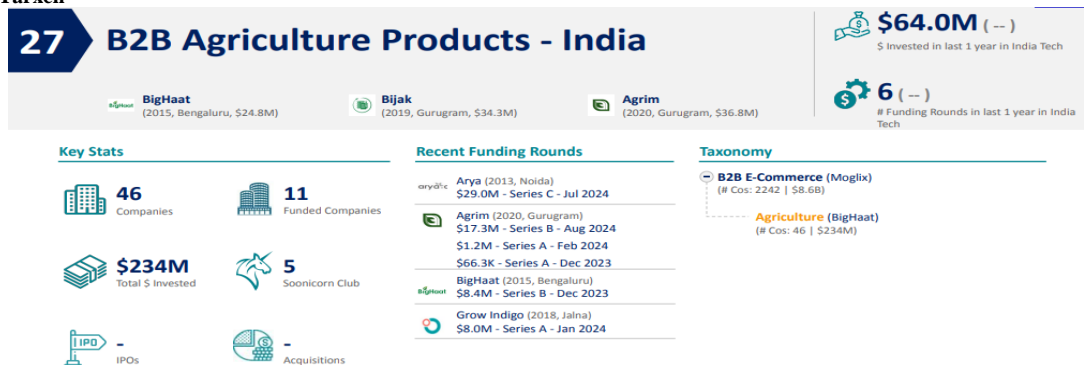 27
B2B Agriculture Products - India
BigHaat
BigHaat
(2015, Bengaluru, $24.8M)
Bijak
(2019, Gurugram, $34.3M)
Agrim
(2020, Gurugram, $36.8M)
$64.0M ( -- )
$ Invested in last 1 year in India Tech
6 ( -- )
# Funding Rounds in last 1 year in India
Tech
Key Stats
46
Companies
11
Funded Companies
$234M
Total $ Invested
5
Soonicorn Club
IPO
-
IPOs
-
Acquisitions
Recent Funding Rounds
Arya (2013, Noida)
$29.0M - Series C - Jul 2024
Agrim (2020, Gurugram)
$17.3M - Series B - Aug 2024
$1.2M - Series A - Feb 2024
$66.3K - Series A - Dec 2023
BigHaat
BigHaat (2015, Bengaluru)
$8.4M - Series B - Dec 2023
Grow Indigo (2018, Jalna)
$8.0M - Series A - Jan 2024
Taxonomy
B2B E-Commerce (Moglix)
(# Cos: 2242 | $8.6B)
Agriculture (BigHaat)
(# Cos: 46 | $234M)